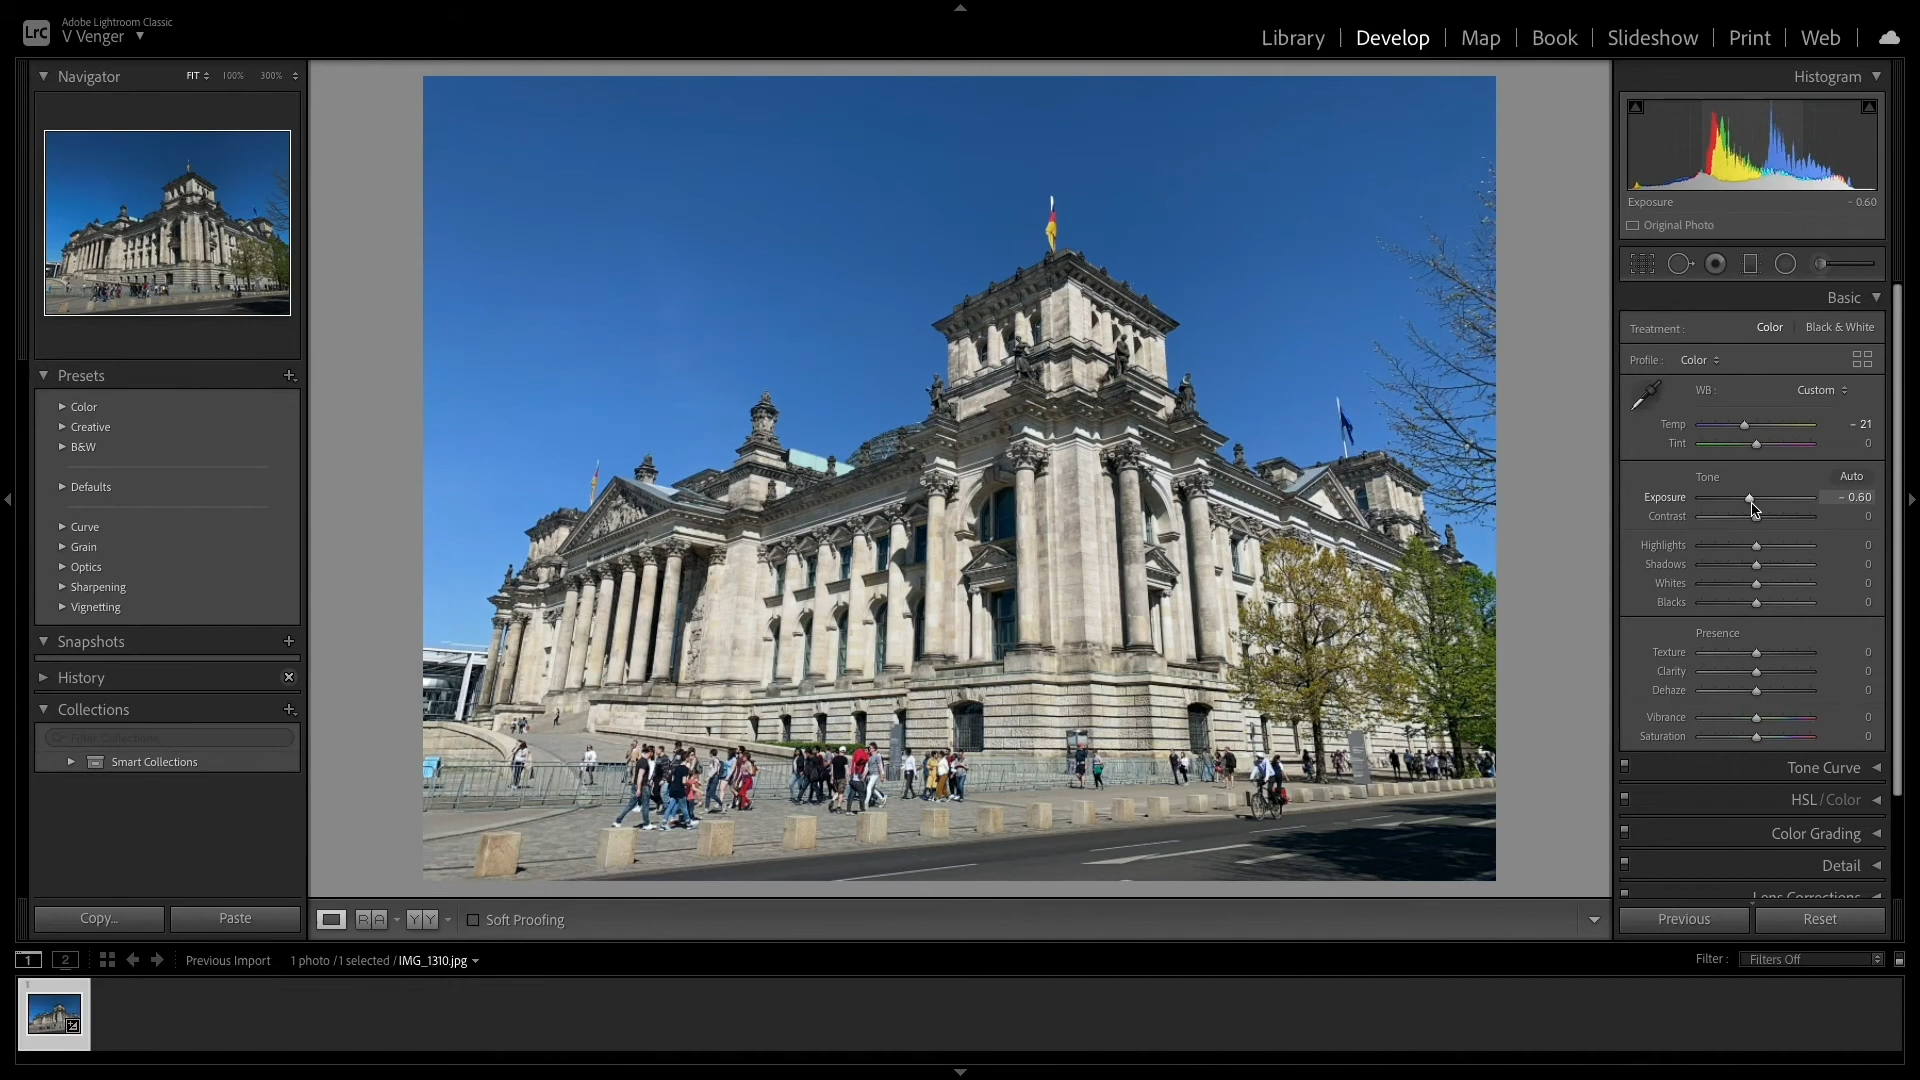 Adobe Lightroom Classic
LrC V Venger
Library Develop Map Book Slideshow Print Web
Navigator FIT 100% 300%
Presets
Color
Creative
B&W
Defaults
Curve
Grain
Optics
Sharpening
Vignetting
Snapshots
History
Collections
Filter Collections
Smart Collections
Copy... Paste
R A Y Y Soft Proofing
Histogram
Exposure - 0.60
Original Photo
Basic
Treatment : Color Black & White
Profile : Color
WB : Custom
Temp - 21
Tint 0
Tone Auto
Exposure - 0.60
Contrast 0
Highlights 0
Shadows 0
Whites 0
Blacks 0
Presence
Texture 0
Clarity 0
Dehaze 0
Vibrance 0
Saturation 0
Tone Curve
HSL / Color
Color Grading
Detail
Lens Corrections
Previous Reset
1 2 Previous Import 1 photo / 1 selected / IMG_1310.jpg
Filter : Filters Off
1